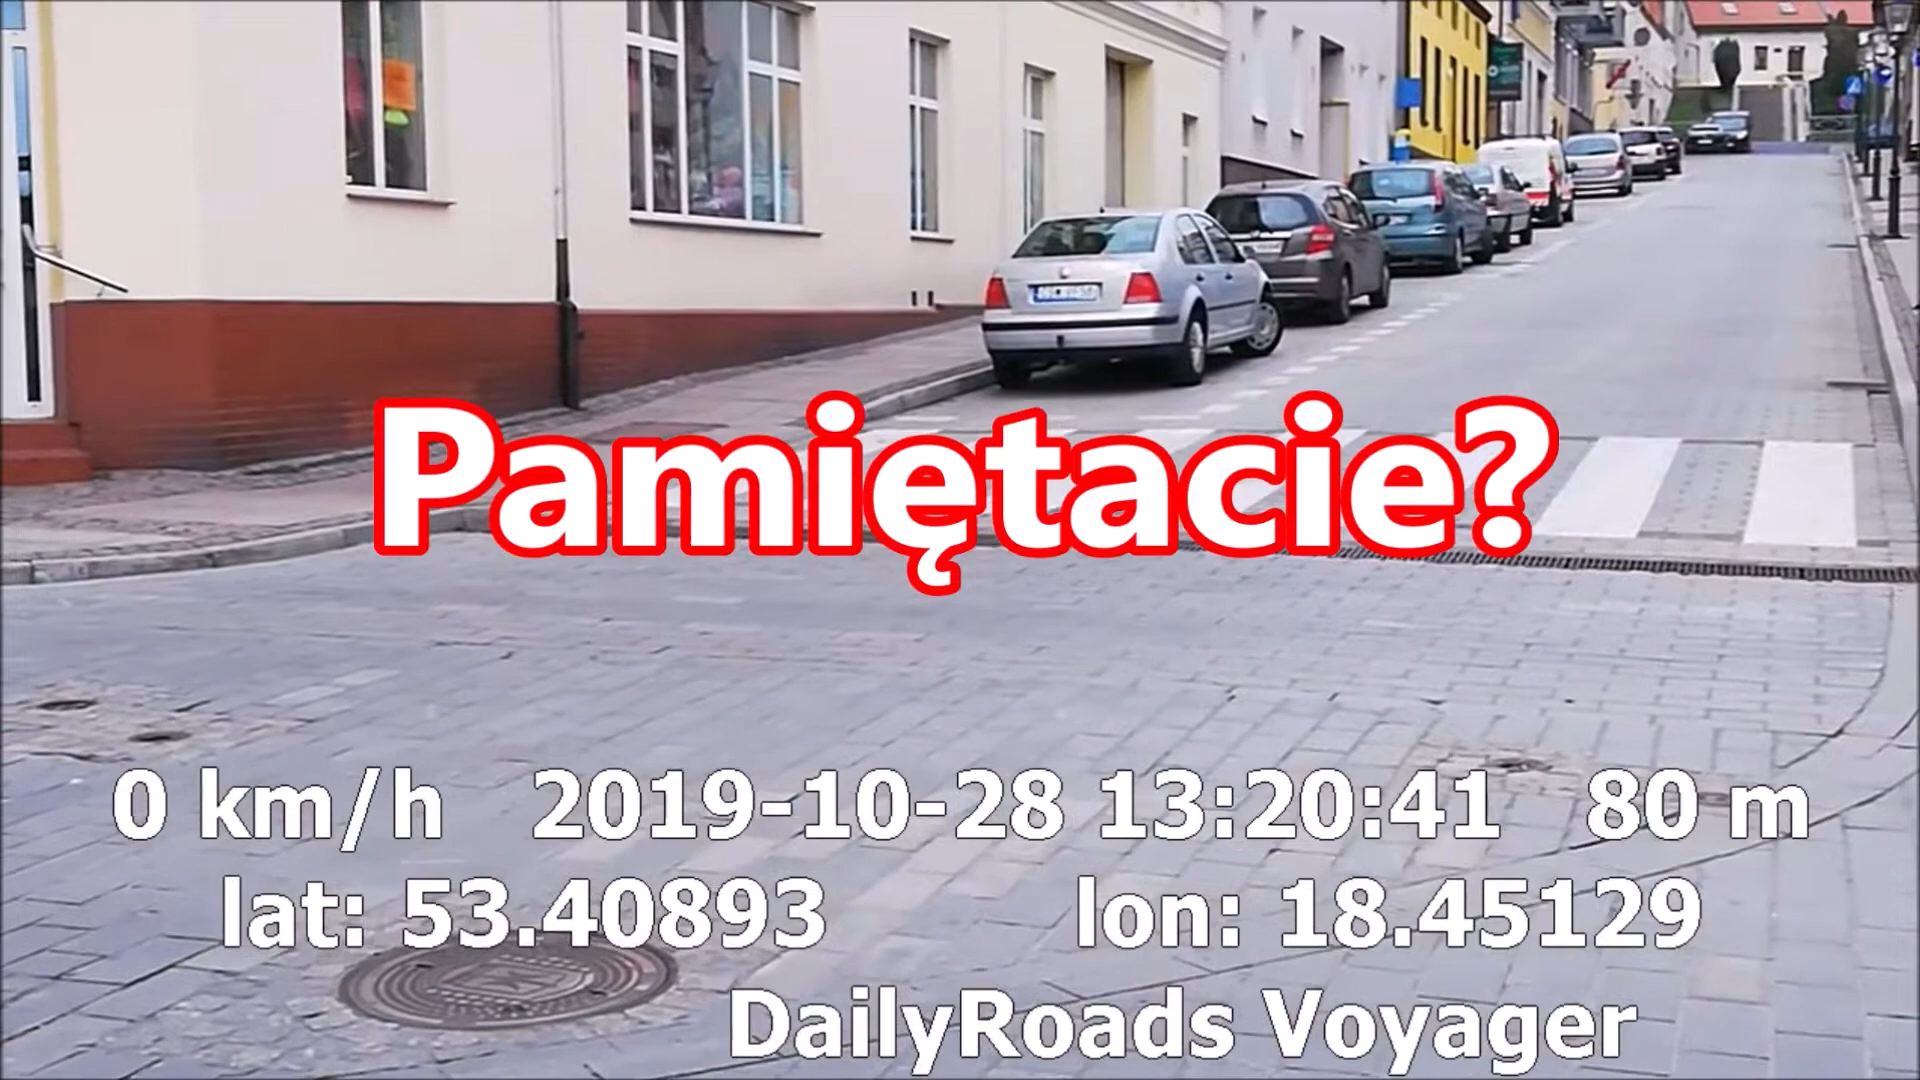 Pamiętacie?
0 km/h 2019-10-28 13:20:41 80 m
lat: 53.40893 lon: 18.45129
DailyRoads Voyager